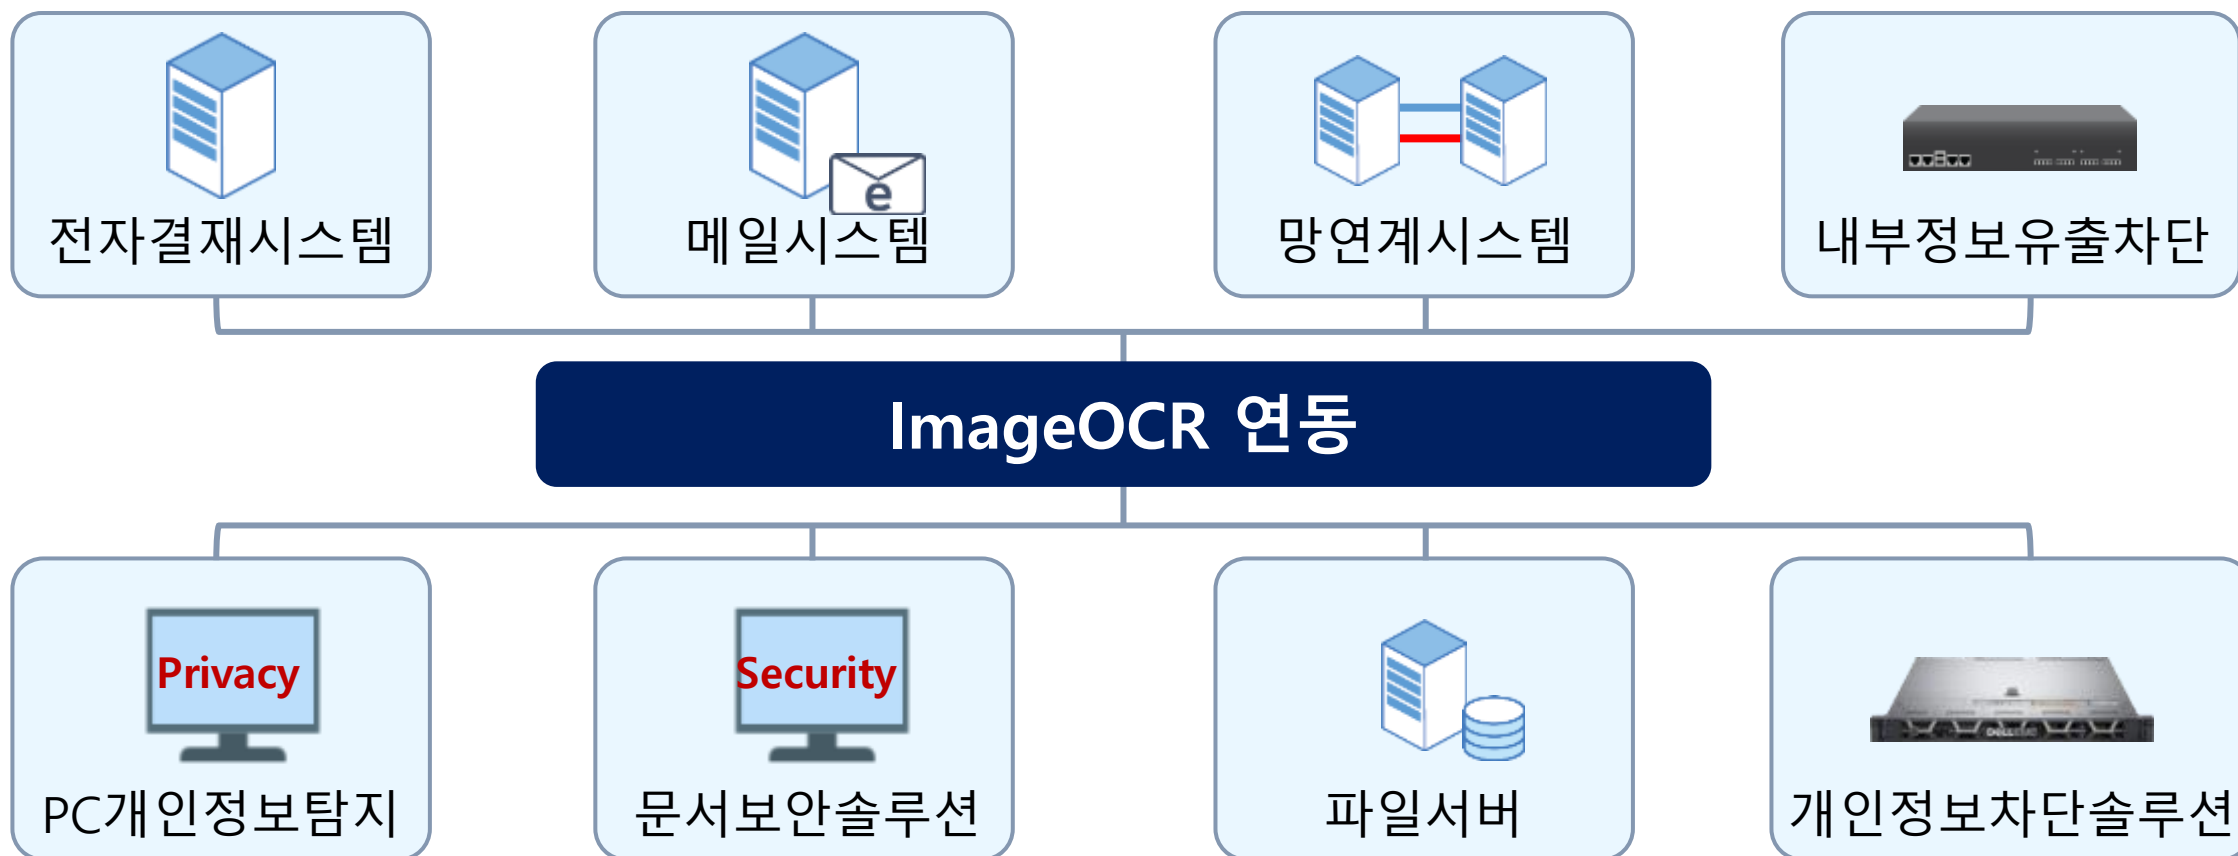 e
전자결재시스템
메일시스템
망연계시스템
내부정보유출차단
ImageOCR 연동
Privacy
Security
DELLEMC
PC개인정보탐지
문서보안솔루션
파일서버
개인정보차단솔루션